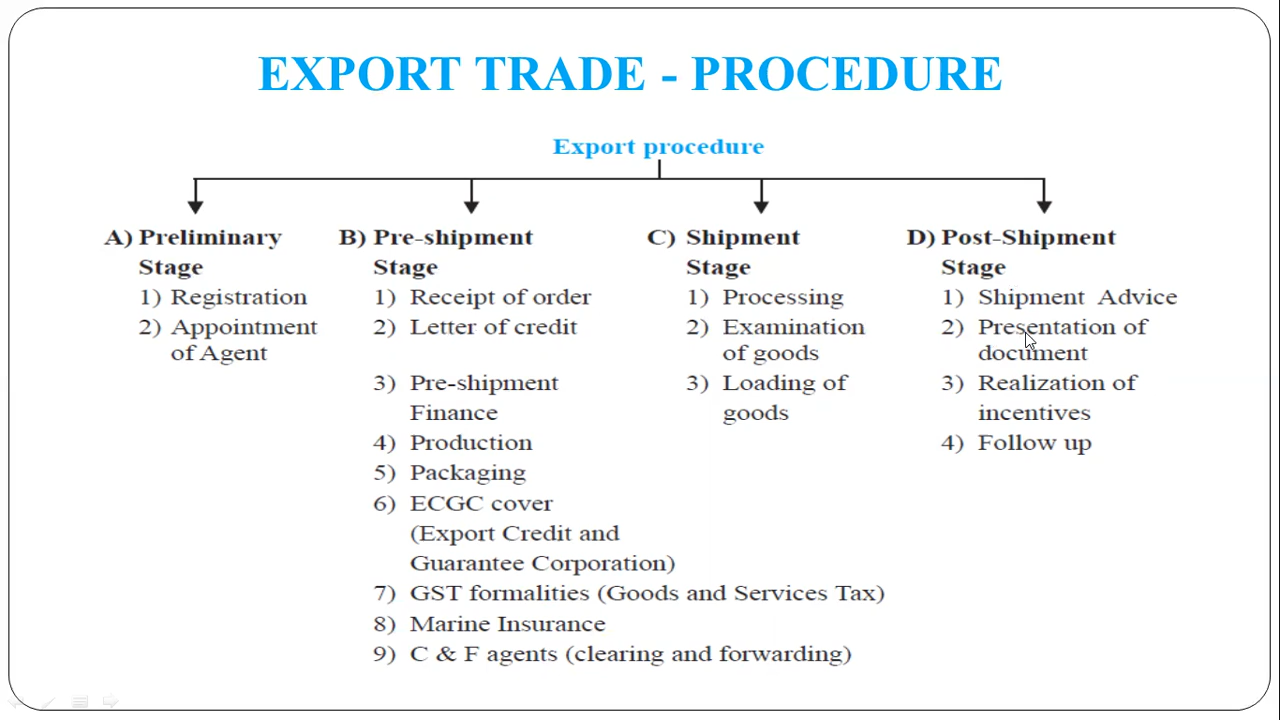 EXPORT TRADE - PROCEDURE
Export procedure
A) Preliminary
Stage
1) Registration
2) Appointment
of Agent
B) Pre-shipment
Stage
1) Receipt of order
2) Letter of credit
3) Pre-shipment
Finance
4) Production
5) Packaging
6) ECGC cover
(Export Credit and
Guarantee Corporation)
7) GST formalities (Goods and Services Tax)
8) Marine Insurance
9) C & F agents (clearing and forwarding)
C) Shipment
Stage
1) Processing
2) Examination
of goods
3) Loading of
goods
D) Post-Shipment
Stage
1) Shipment Advice
2) Presentation of
document
3) Realization of
incentives
4) Follow up